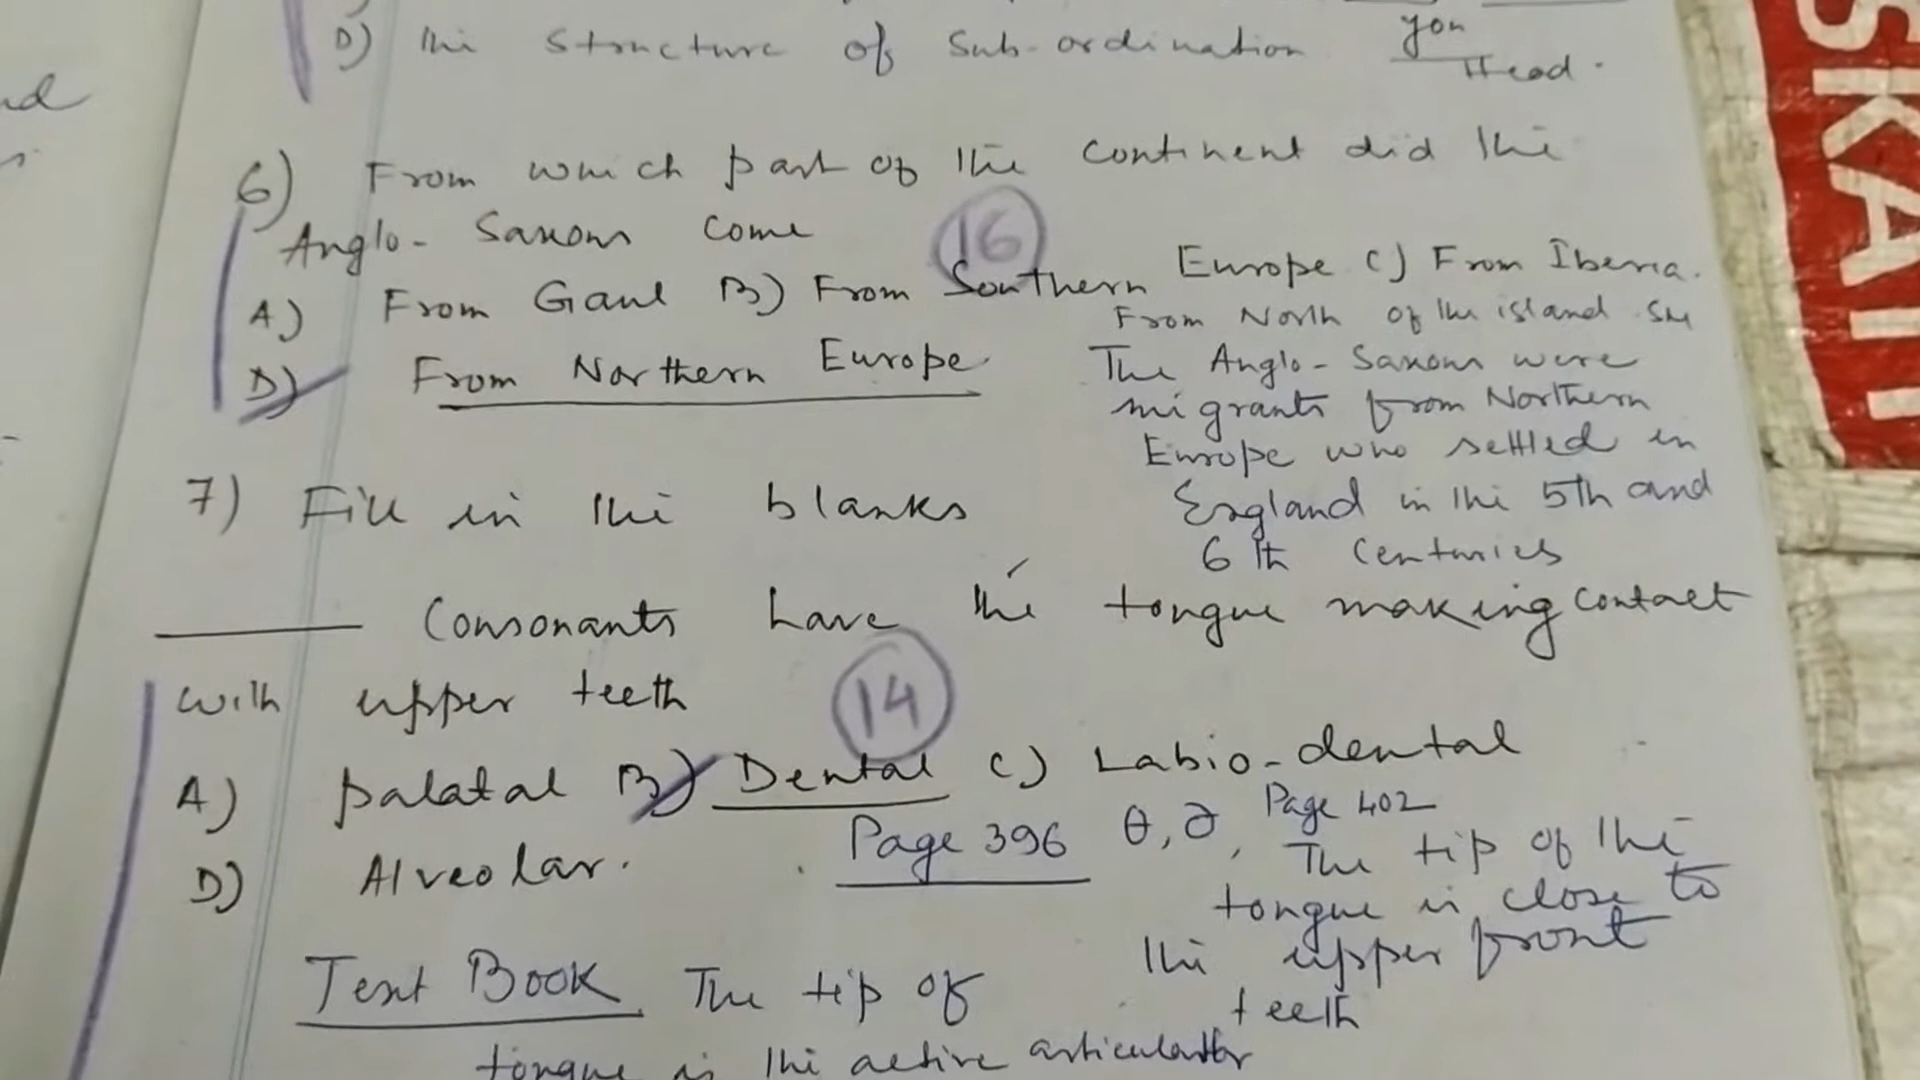 D) The structure of Sub-ordination you
Head.
6) From which part of the continent did the
Anglo-Saxons come
16
A) From Gaul B) From Southern Europe C) From Iberia.
From North of the island
D) From Northern Europe
The Anglo-Saxons were
migrants from Northern
Europe who settled in
England in the 5th and
6th Centuries
7) Fill in the blanks
Consonants have the tongue making contact
with upper teeth
14
A) palatal B) Dental C) Labio-dental
D) Alveolar.
Page 396 θ, ∂, Page 402
The tip of the
tongue is close to
the upper front
teeth
Text Book The tip of
tongue is the active
SKATI